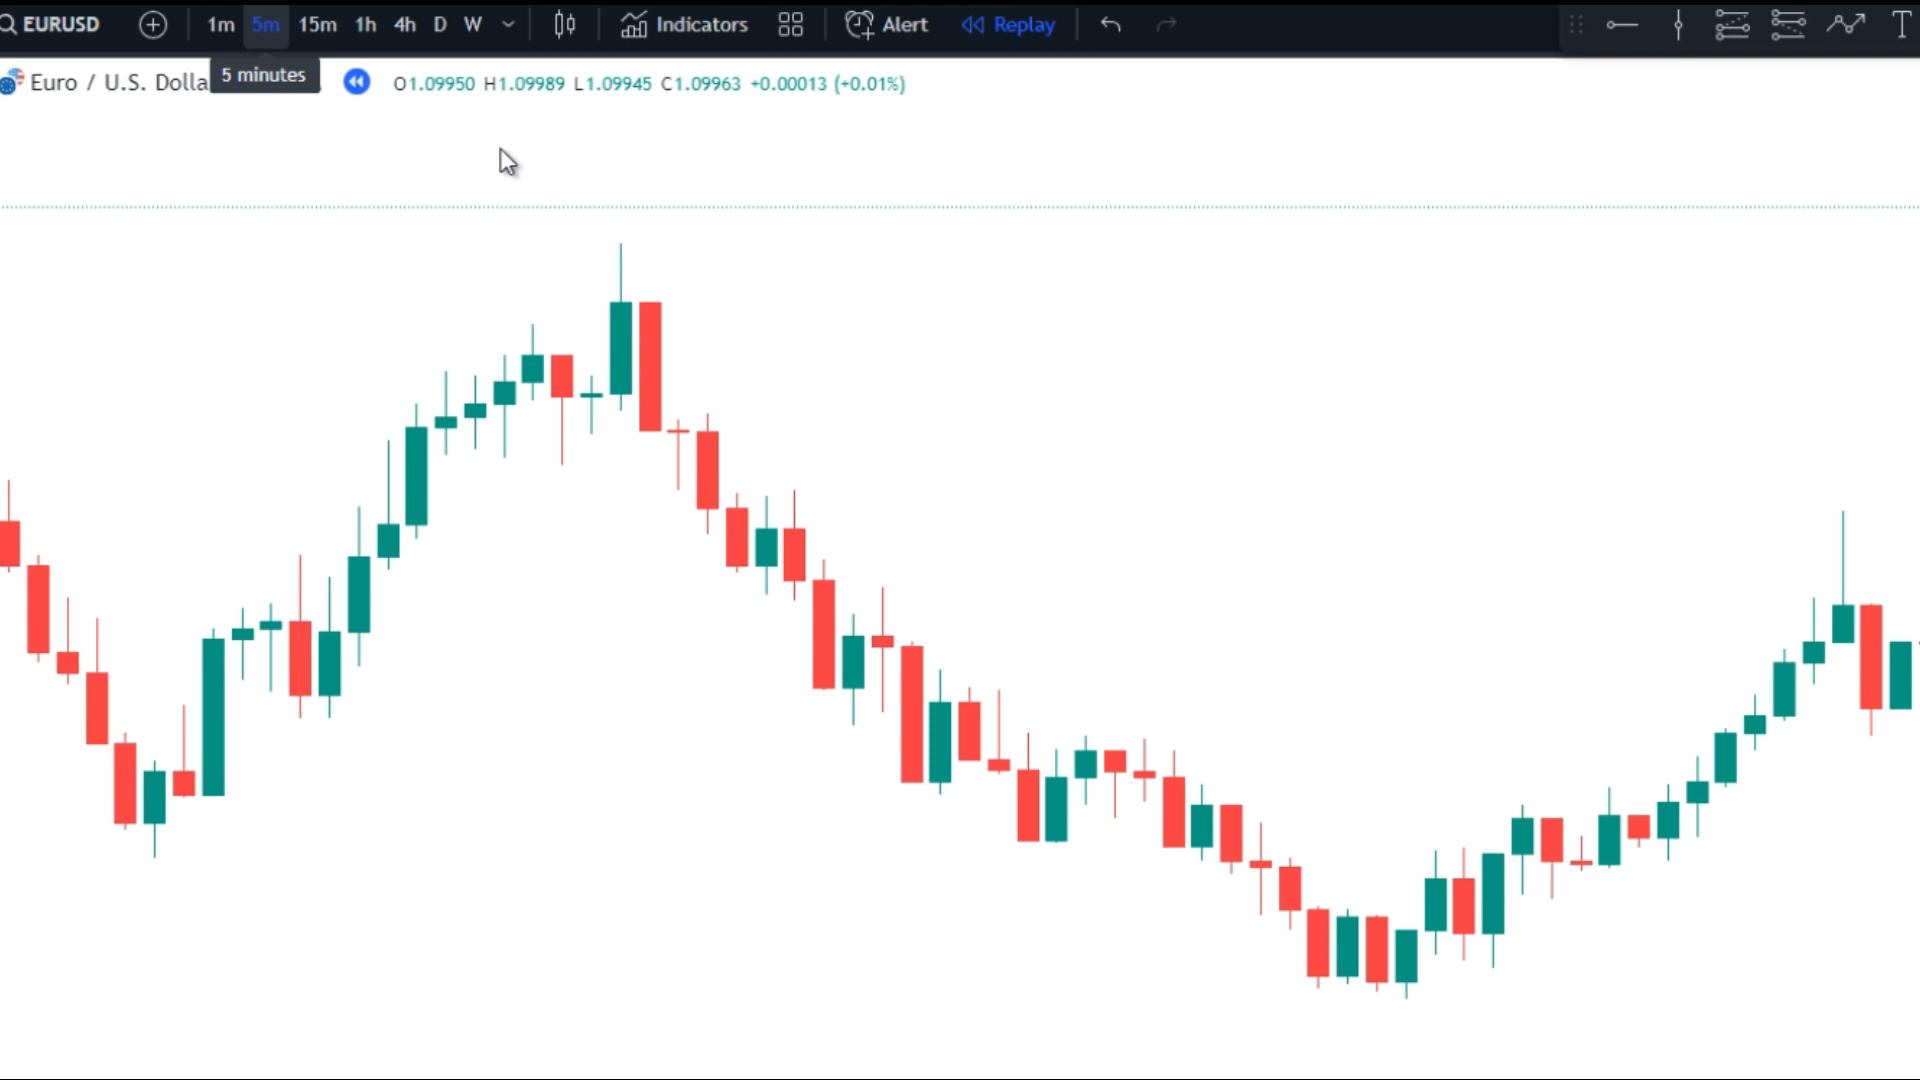 EURUSD 1m 5m 15m 1h 4h D W Indicators Alert Replay T
Euro / U.S. Dolla 5 minutes O1.09950 H1.09989 L1.09945 C1.09963 +0.00013 (+0.01%)